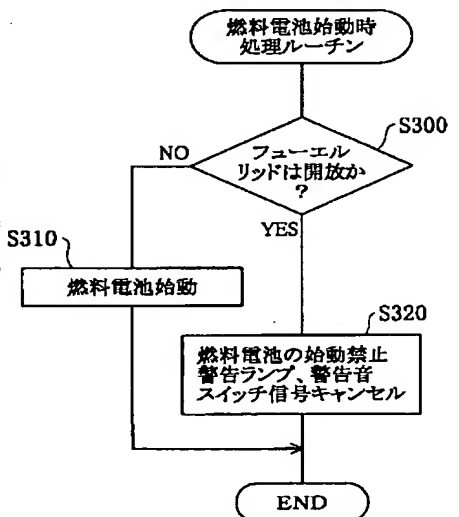 燃料電池始動時
処理ルーチン
S300
フューエル
リッドは開放か
?
NO
YES
S310
燃料電池始動
S320
燃料電池の始動禁止
警告ランプ、警告音
スイッチ信号キャンセル
END